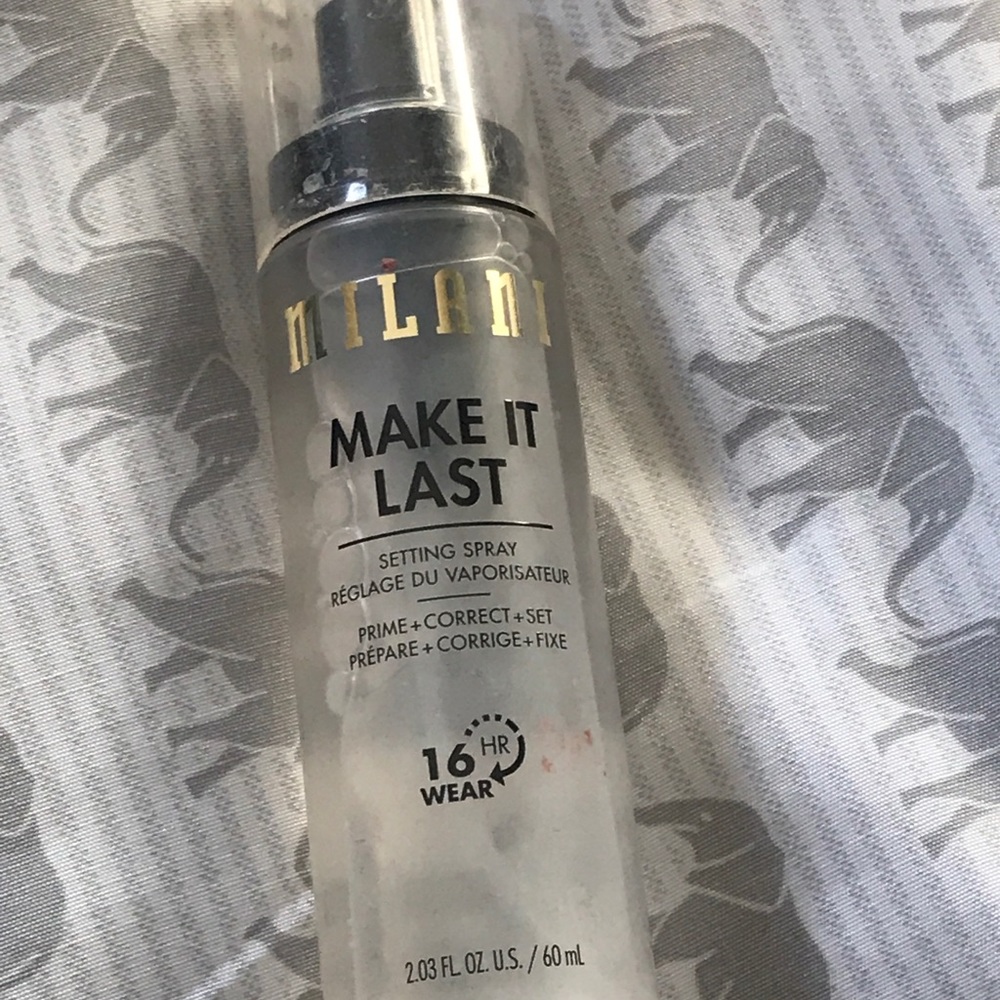 MILANI
MAKE IT
LAST
SETTING SPRAY
RÉGLAGE DU VAPORISATEUR
PRIME+CORRECT+SET
PRÉPARE+CORRIGE+FIXE
16 HR
WEAR
2.03 FL. OZ. U.S. / 60 mL